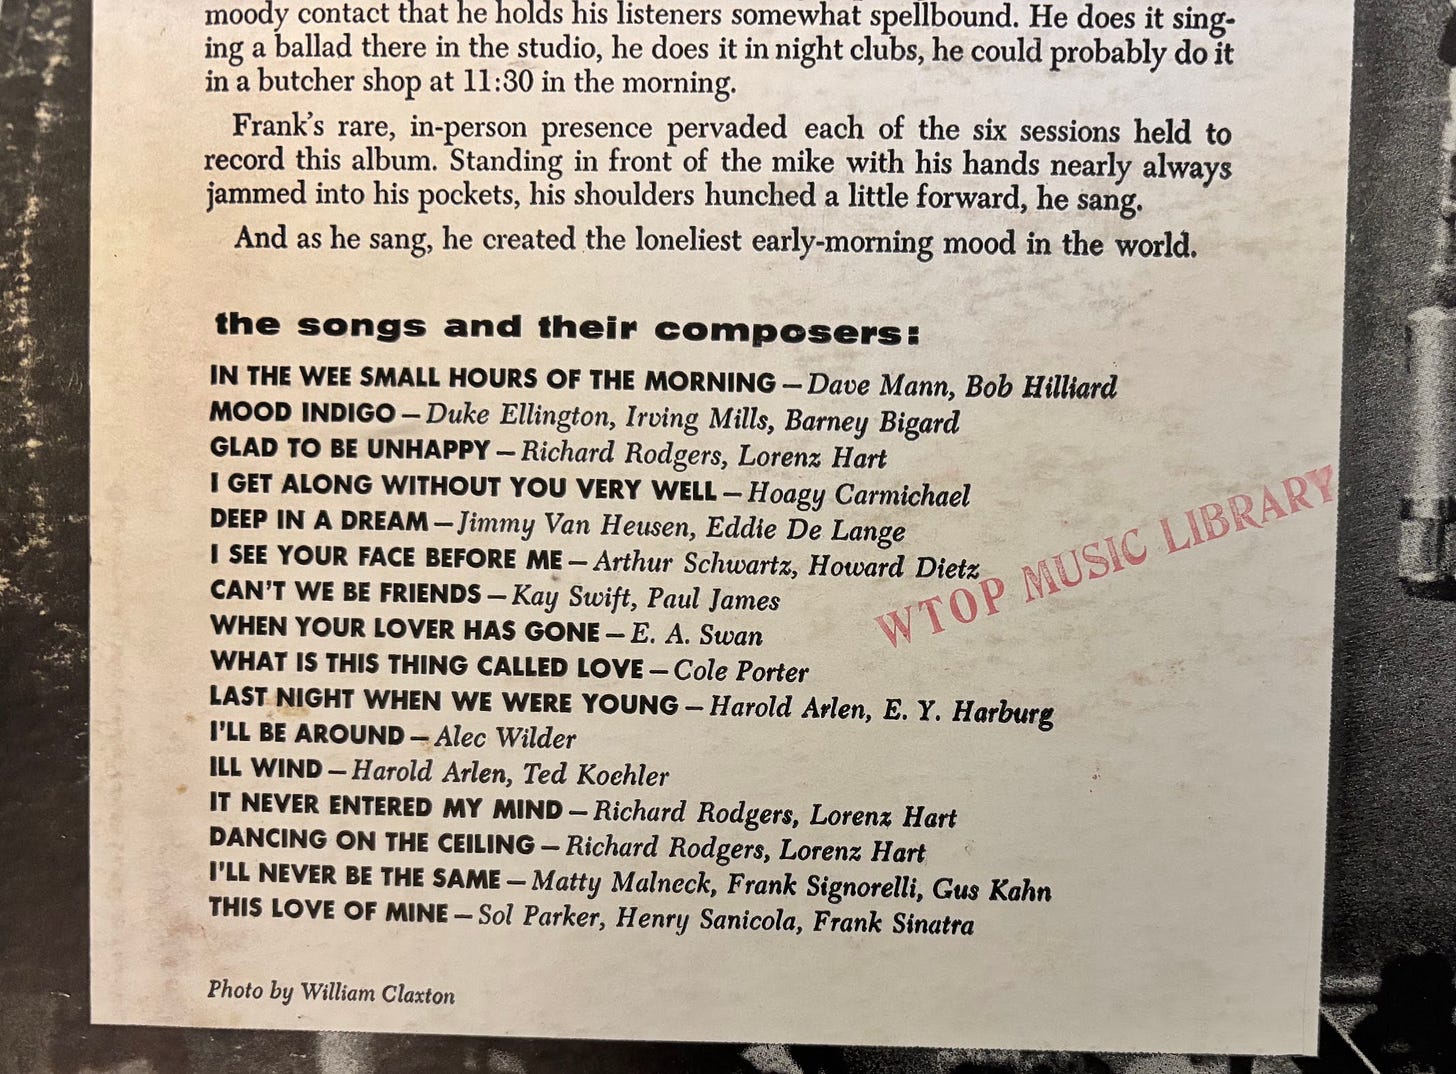 moody contact that he holds his listeners somewhat spellbound. He does it sing-
ing a ballad there in the studio, he does it in night clubs, he could probably do it
in a butcher shop at 11:30 in the morning.
Frank's rare, in-person presence pervaded each of the six sessions held to
record this album. Standing in front of the mike with his hands nearly always
jammed into his pockets, his shoulders hunched a little forward, he sang.
And as he sang, he created the loneliest early-morning mood in the world.
the songs and their composers:
IN THE WEE SMALL HOURS OF THE MORNING – Dave Mann, Bob Hilliard
MOOD INDIGO – Duke Ellington, Irving Mills, Barney Bigard
GLAD TO BE UNHAPPY – Richard Rodgers, Lorenz Hart
I GET ALONG WITHOUT YOU VERY WELL – Hoagy Carmichael
DEEP IN A DREAM – Jimmy Van Heusen, Eddie De Lange
I SEE YOUR FACE BEFORE ME – Arthur Schwartz, Howard Dietz
CAN'T WE BE FRIENDS – Kay Swift, Paul James
WHEN YOUR LOVER HAS GONE – E. A. Swan
WHAT IS THIS THING CALLED LOVE – Cole Porter
LAST NIGHT WHEN WE WERE YOUNG – Harold Arlen, E. Y. Harburg
I'LL BE AROUND – Alec Wilder
ILL WIND – Harold Arlen, Ted Koehler
IT NEVER ENTERED MY MIND – Richard Rodgers, Lorenz Hart
DANCING ON THE CEILING – Richard Rodgers, Lorenz Hart
I'LL NEVER BE THE SAME – Matty Malneck, Frank Signorelli, Gus Kahn
THIS LOVE OF MINE – Sol Parker, Henry Sanicola, Frank Sinatra
WTOP MUSIC LIBRARY
Photo by William Claxton